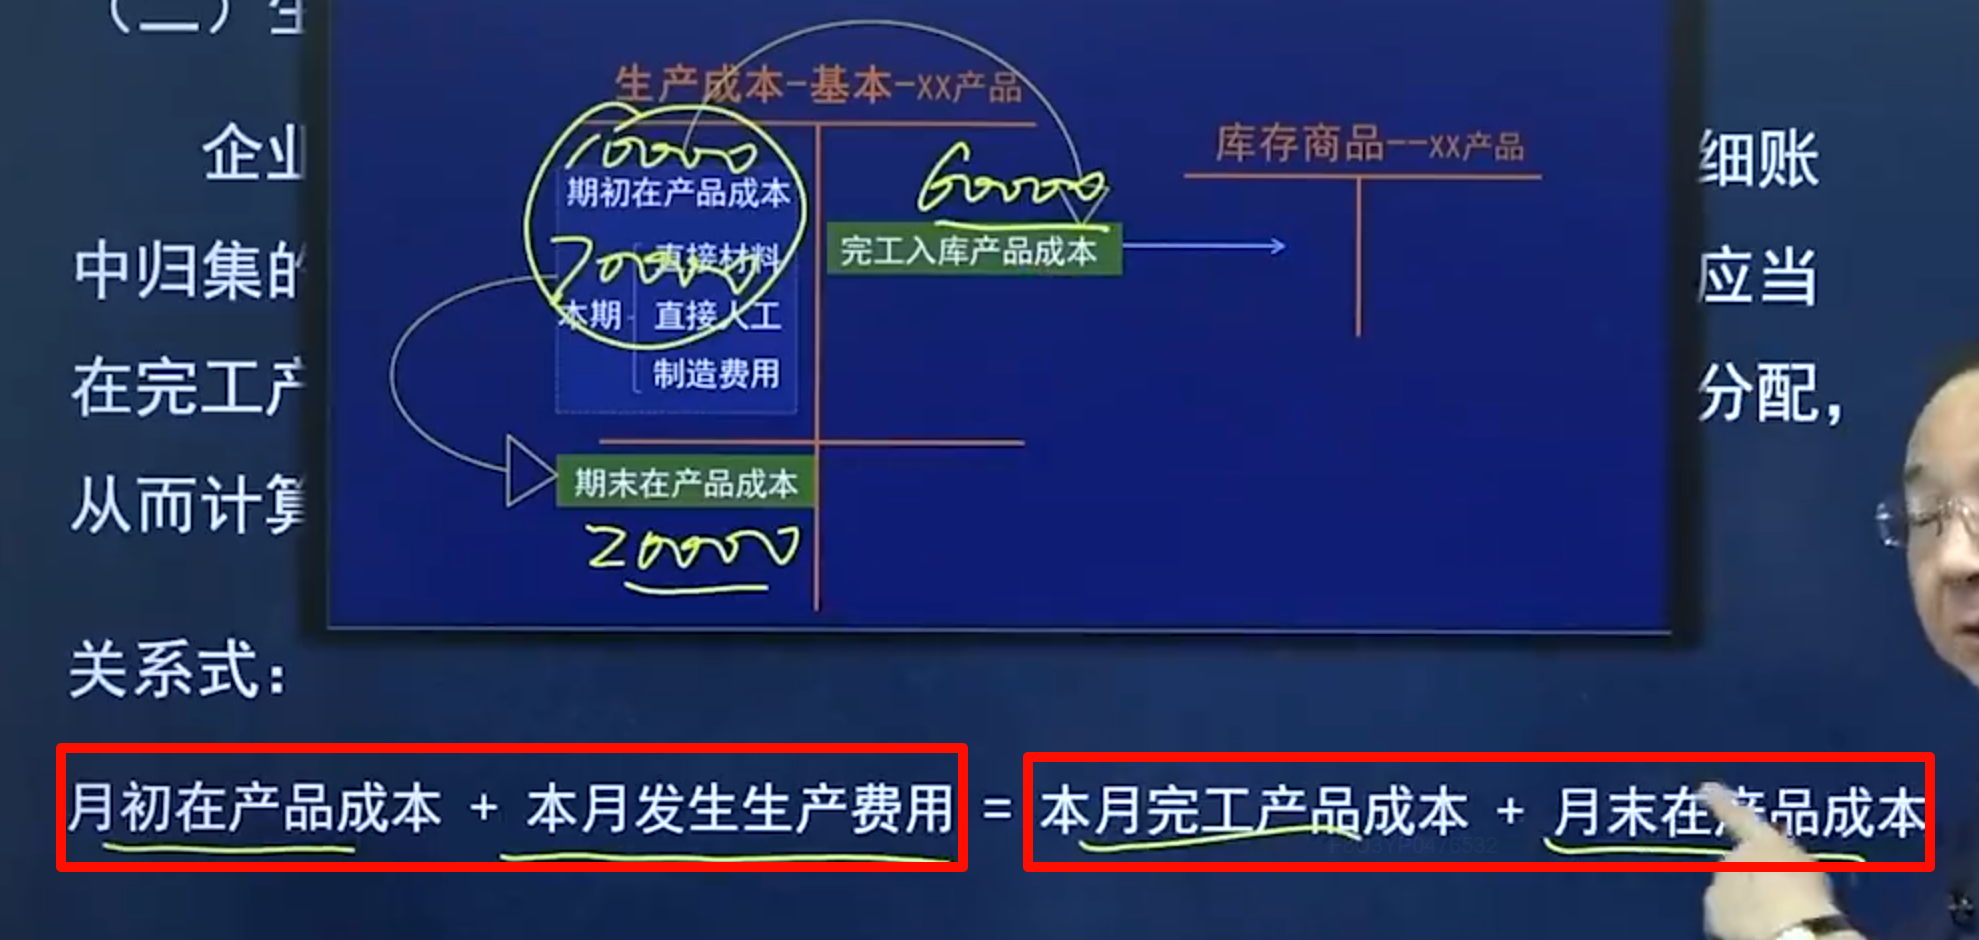 （二）生
生产成本-基本-XX产品
10000
企业
库存商品--XX产品
细账
60000
期初在产品成本
完工入库产品成本
中归集的
70000
直接材料
应当
本期
直接人工
制造费用
在完工产
分配，
期末在产品成本
从而计算
20000
关系式：
月初在产品成本 + 本月发生生产费用 = 本月完工产品成本 + 月末在产品成本